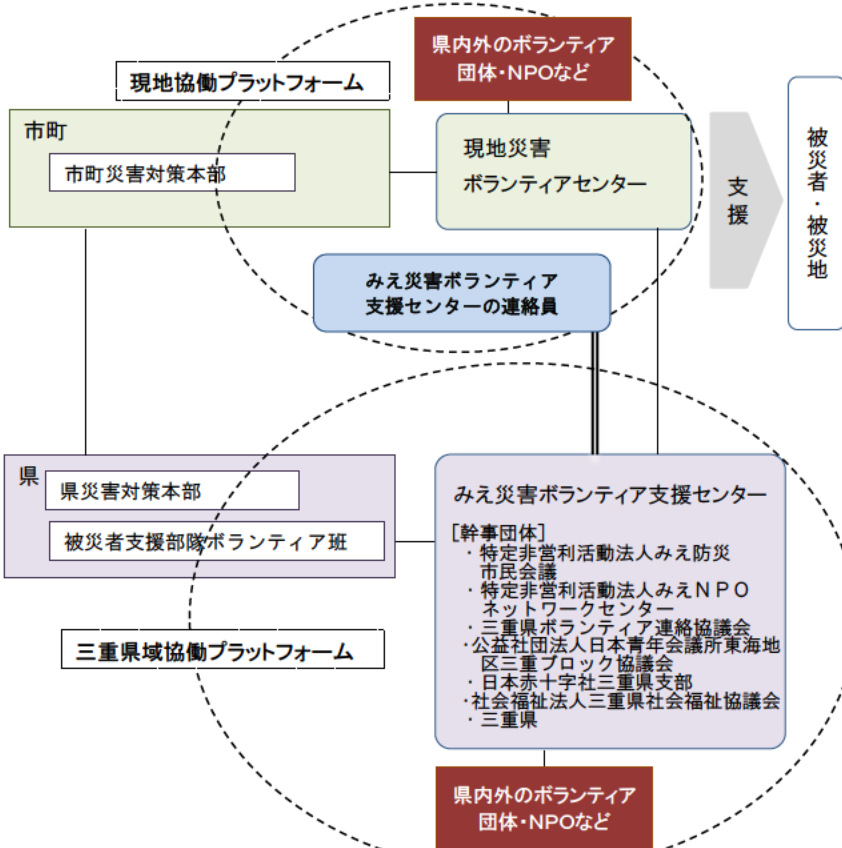 県内外のボランティア
団体・NPOなど
現地協働プラットフォーム
市町
市町災害対策本部
現地災害
ボランティアセンター
支援
被災者・被災地
みえ災害ボランティア
支援センターの連絡員
県
県災害対策本部
被災者支援部隊ボランティア班
三重県域協働プラットフォーム
みえ災害ボランティア支援センター
[幹事団体]
・特定非営利活動法人みえ防災
市民会議
・特定非営利活動法人みえNPO
ネットワークセンター
・三重県ボランティア連絡協議会
・公益社団法人日本青年会議所東海地
区三重ブロック協議会
・日本赤十字社三重県支部
・社会福祉法人三重県社会福祉協議会
・三重県
県内外のボランティア
団体・NPOなど